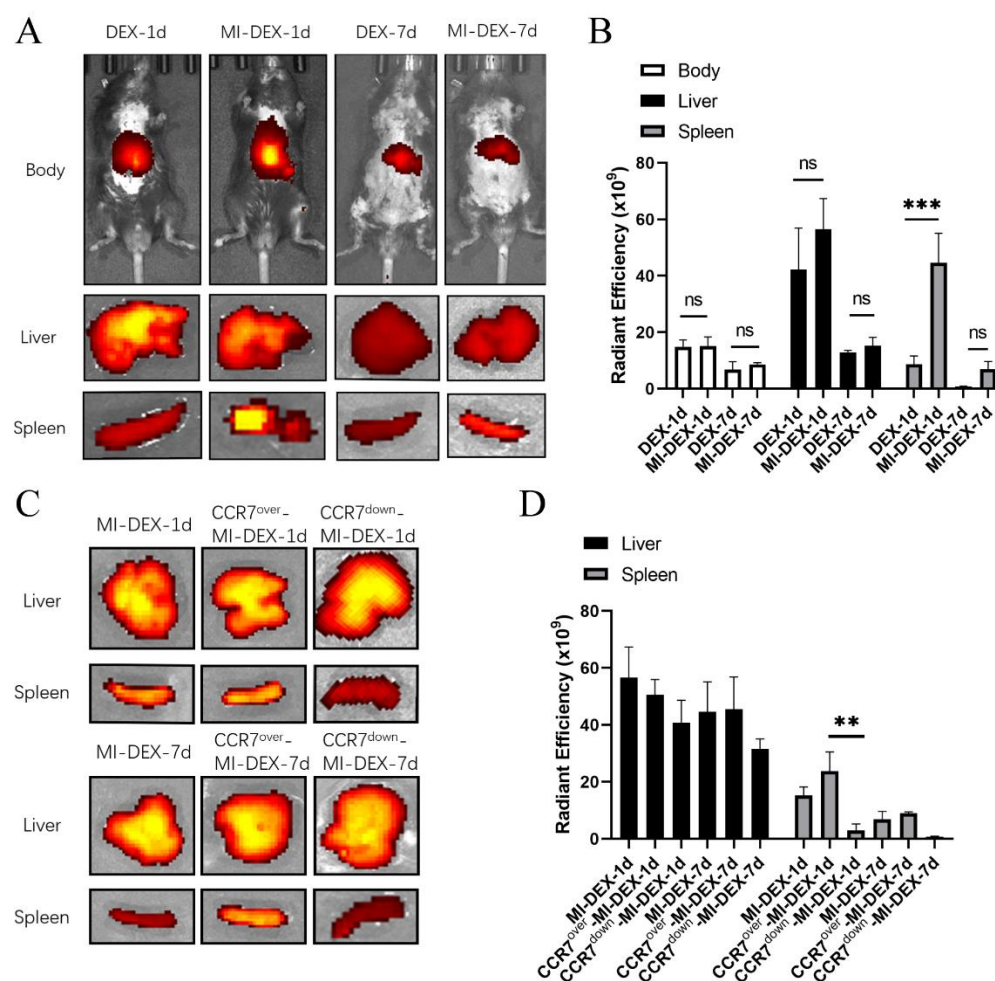 A
DEX-1d
MI-DEX-1d
DEX-7d
MI-DEX-7d
Body
Liver
Spleen
B
Body
Liver
Spleen
Radiant Efficiency (x10⁹)
80
60
40
20
0
ns
ns
ns
ns
***
ns
DEX-1d
MI-DEX-1d
DEX-7d
MI-DEX-7d
DEX-1d
MI-DEX-1d
DEX-7d
MI-DEX-7d
DEX-1d
MI-DEX-1d
DEX-7d
MI-DEX-7d
C
MI-DEX-1d
CCR7ᵒᵛᵉʳ-
MI-DEX-1d
CCR7ᵈᵒʷⁿ-
MI-DEX-1d
Liver
Spleen
MI-DEX-7d
CCR7ᵒᵛᵉʳ-
MI-DEX-7d
CCR7ᵈᵒʷⁿ-
MI-DEX-7d
Liver
Spleen
D
Liver
Spleen
Radiant Efficiency (x10⁹)
80
60
40
20
0
**
MI-DEX-1d
CCR7ᵒᵛᵉʳ-MI-DEX-1d
CCR7ᵈᵒʷⁿ-MI-DEX-1d
MI-DEX-7d
CCR7ᵒᵛᵉʳ-MI-DEX-7d
CCR7ᵈᵒʷⁿ-MI-DEX-7d
MI-DEX-1d
CCR7ᵒᵛᵉʳ-MI-DEX-1d
CCR7ᵈᵒʷⁿ-MI-DEX-1d
MI-DEX-7d
CCR7ᵒᵛᵉʳ-MI-DEX-7d
CCR7ᵈᵒʷⁿ-MI-DEX-7d